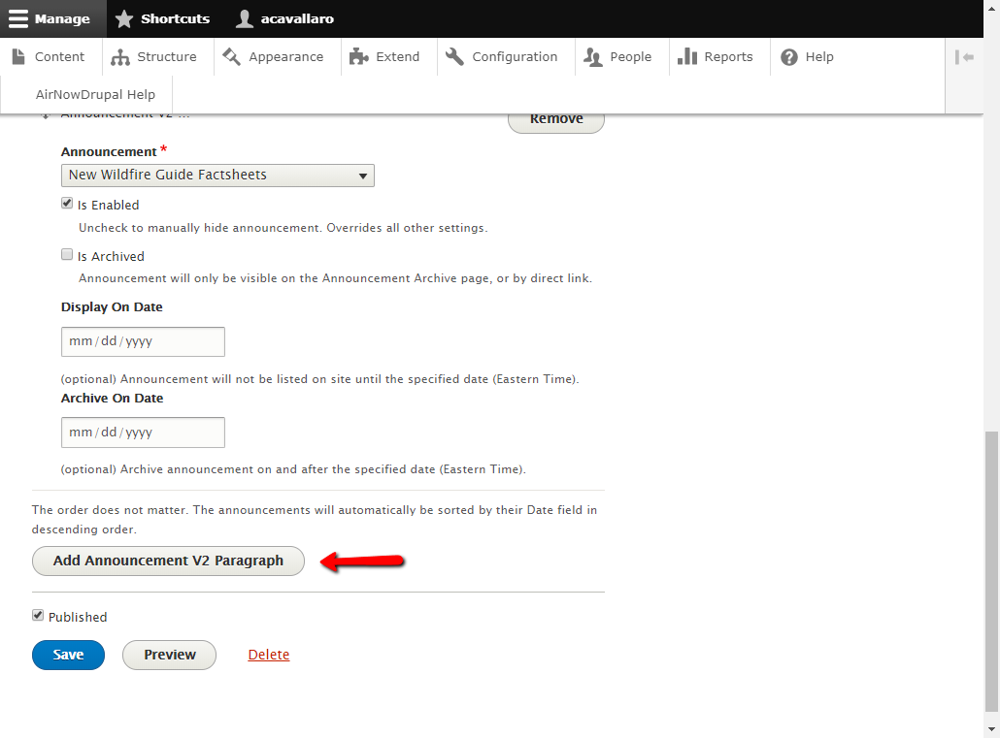 Manage Shortcuts acavallaro
Content Structure Appearance Extend Configuration People Reports Help
AirNowDrupal Help
Announcement V2 ...
Remove
Announcement *
New Wildfire Guide Factsheets
Is Enabled
Uncheck to manually hide announcement. Overrides all other settings.
Is Archived
Announcement will only be visible on the Announcement Archive page, or by direct link.
Display On Date
mm/dd/yyyy
(optional) Announcement will not be listed on site until the specified date (Eastern Time).
Archive On Date
mm/dd/yyyy
(optional) Archive announcement on and after the specified date (Eastern Time).
The order does not matter. The announcements will automatically be sorted by their Date field in
descending order.
Add Announcement V2 Paragraph
Published
Save Preview Delete